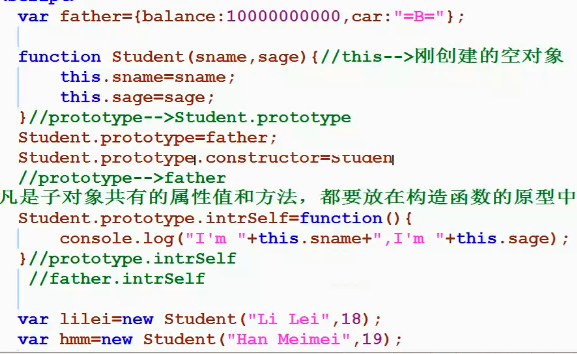 var father={balance:10000000000,car:"=B="};
function Student(sname,sage){//this-->刚创建的空对象
this.sname=sname;
this.sage=sage;
}//prototype-->Student.prototype
Student.prototype=father;
Student.prototype.constructor=Studen
//prototype-->father
凡是子对象共有的属性值和方法，都要放在构造函数的原型中
Student.prototype.intrSelf=function(){
console.log("I'm "+this.sname+",I'm "+this.sage);
}//prototype.intrSelf
//father.intrSelf
var lilei=new Student("Li Lei",18);
var hmm=new Student("Han Meimei",19);